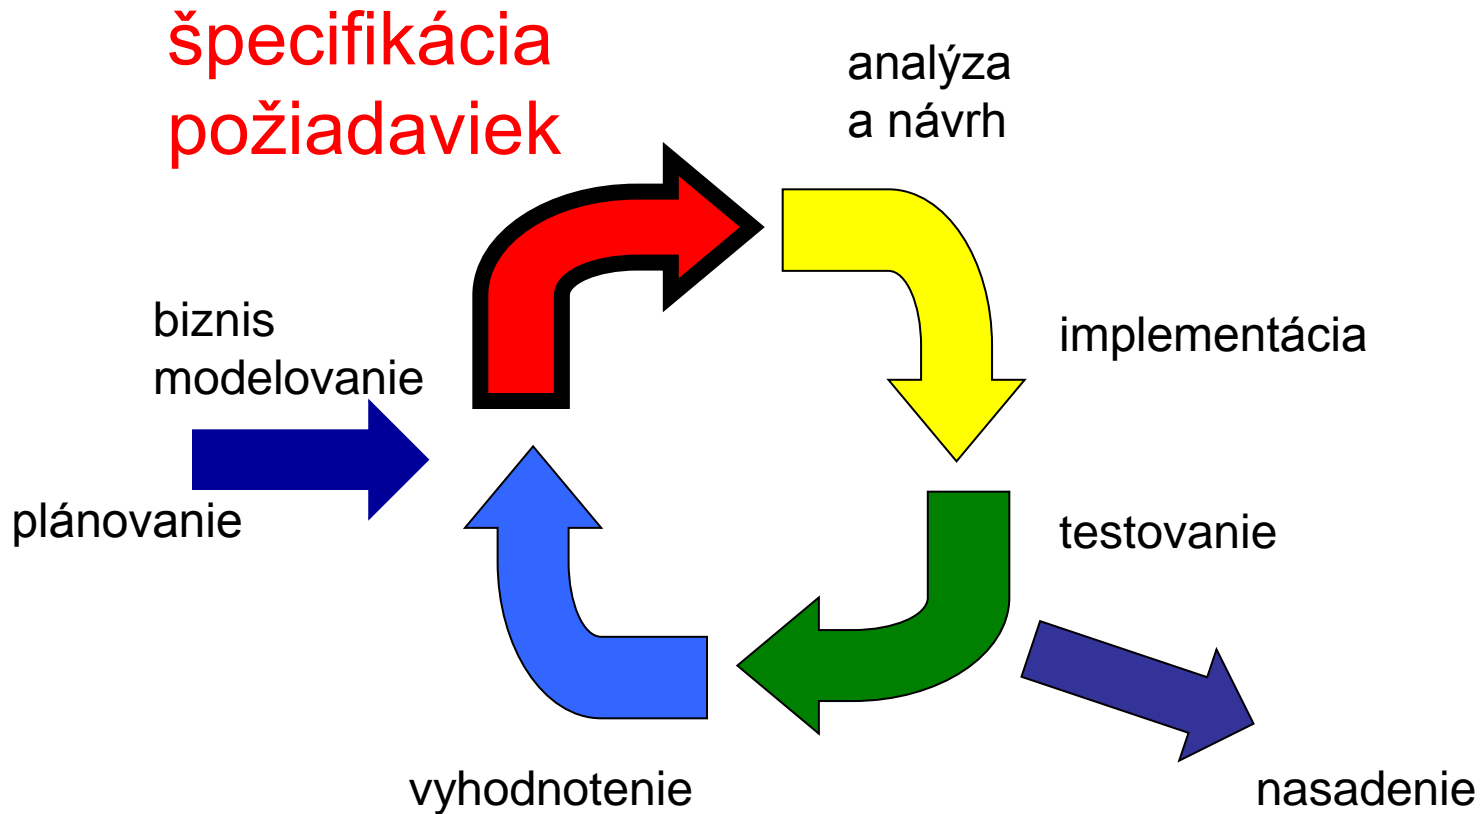 špecifikácia
požiadaviek
analýza
a návrh
biznis
modelovanie
implementácia
plánovanie
testovanie
vyhodnotenie
nasadenie